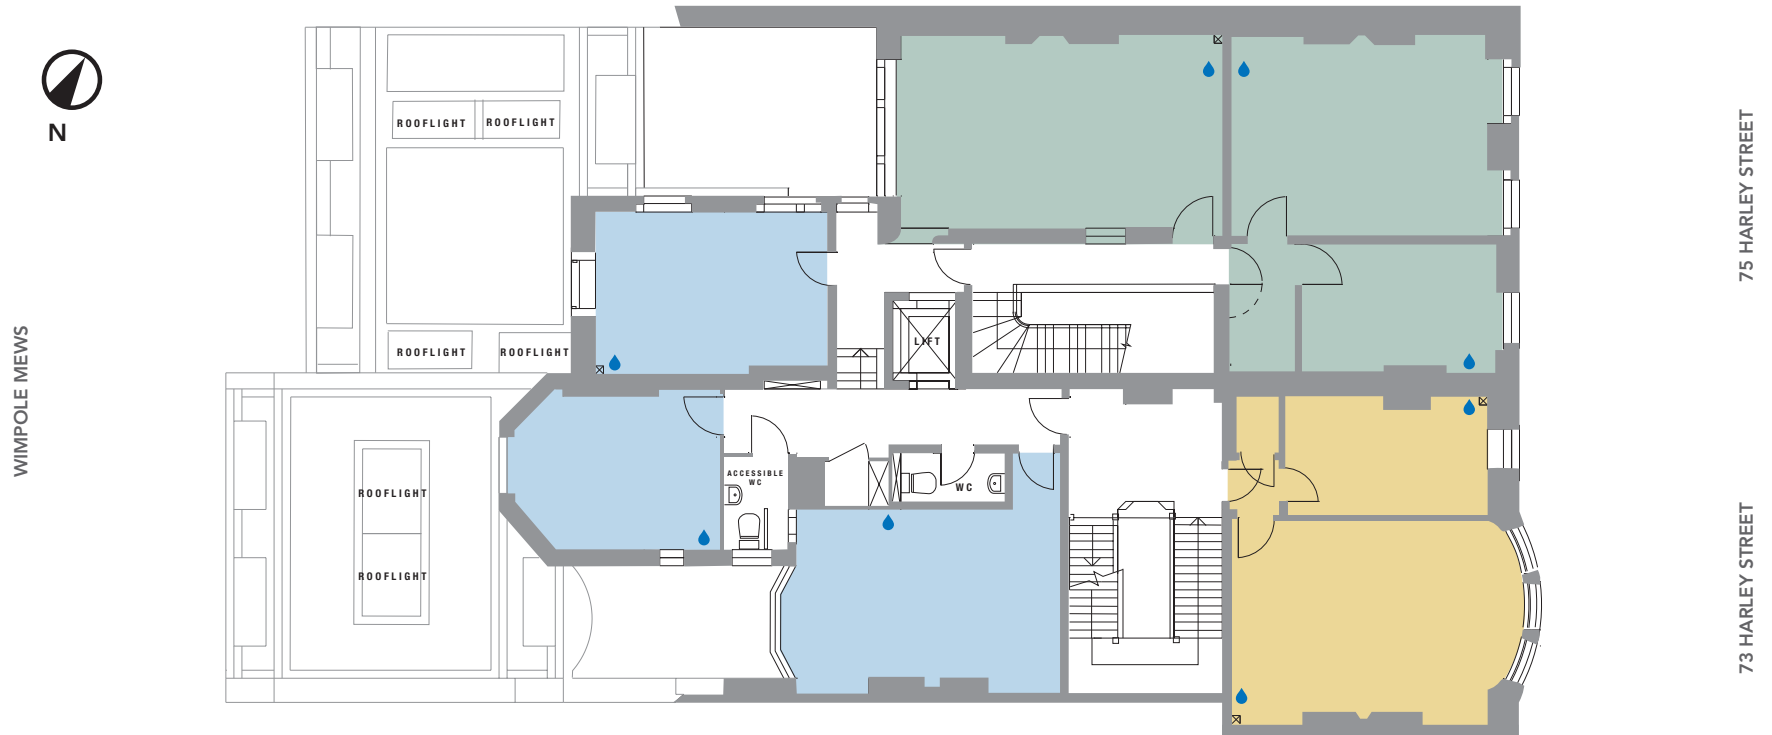 N
ROOFLIGHT ROOFLIGHT
ROOFLIGHT ROOFLIGHT
LIFT
ACCESSIBLE
WC
WC
ROOFLIGHT
ROOFLIGHT
WIMPOLE MEWS
75 HARLEY STREET
73 HARLEY STREET